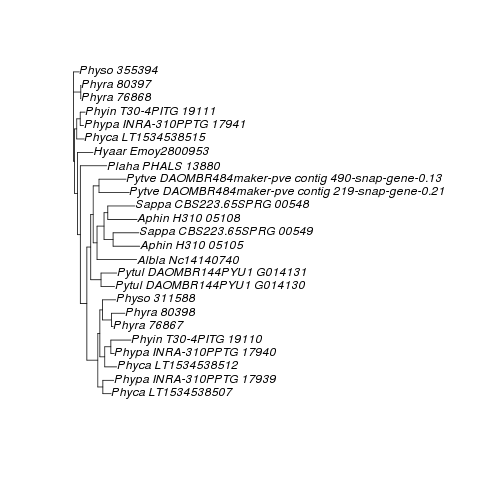 Physo 355394
Phyra 80397
Phyra 76868
Phyin T30-4PITG 19111
Phypa INRA-310PPTG 17941
Phyca LT1534538515
Hyaar Emoy2800953
Plaha PHALS 13880
Pytve DAOMBR484maker-pve contig 490-snap-gene-0.13
Pytve DAOMBR484maker-pve contig 219-snap-gene-0.21
Sappa CBS223.65SPRG 00548
Aphin H310 05108
Sappa CBS223.65SPRG 00549
Aphin H310 05105
Albla Nc14140740
Pytul DAOMBR144PYU1 G014131
Pytul DAOMBR144PYU1 G014130
Physo 311588
Phyra 80398
Phyra 76867
Phyin T30-4PITG 19110
Phypa INRA-310PPTG 17940
Phyca LT1534538512
Phypa INRA-310PPTG 17939
Phyca LT1534538507